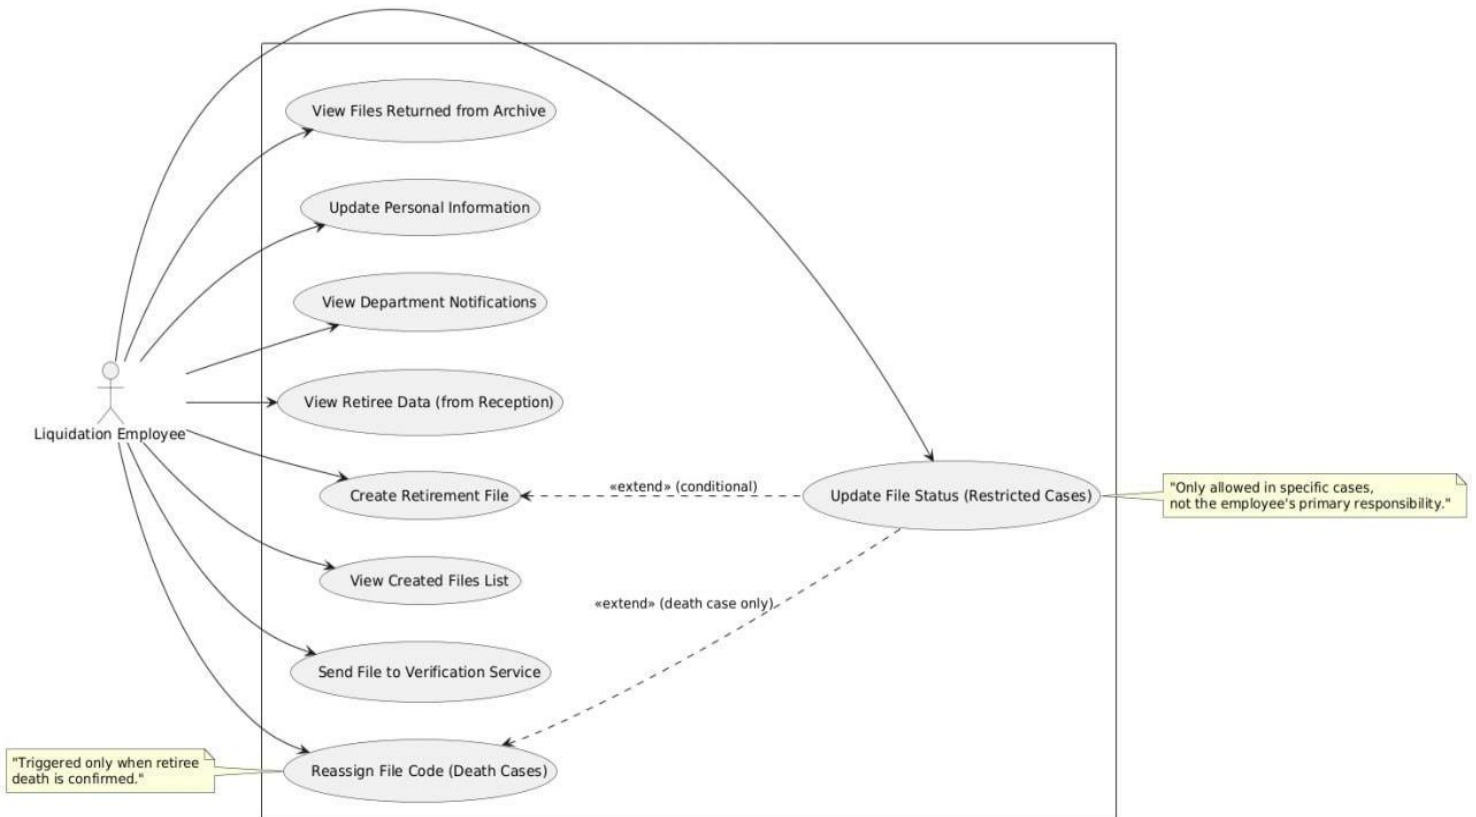 View Files Returned from Archive
Update Personal Information
View Department Notifications
View Retiree Data (from Reception)
Liquidation Employee
Create Retirement File
«extend» (conditional)
Update File Status (Restricted Cases)
"Only allowed in specific cases,
not the employee's primary responsibility."
View Created Files List
«extend» (death case only)
Send File to Verification Service
Reassign File Code (Death Cases)
"Triggered only when retiree
death is confirmed."